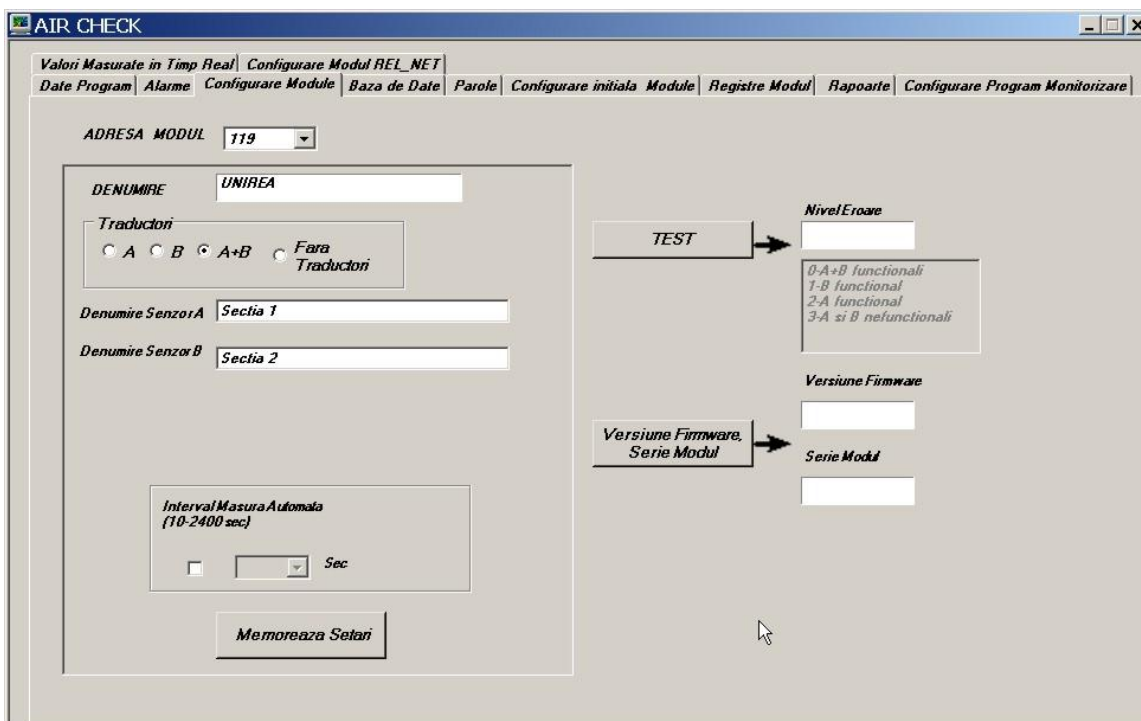 AIR CHECK
Valori Masurate in Timp Real Configurare Modul REL_NET
Date Program Alarme Configurare Module Baza de Date Parole Configurare initiala Module Registre Modul Rapoarte Configurare Program Monitorizare
ADRESA MODUL 119
DENUMIRE UNIREA
Traductori
A B A+B Fara Traductori
Denumire Senzor A Sectia 1
Denumire Senzor B Sectia 2
Interval Masura Automata
(10-2400 sec)
Sec
Memoreaza Setari
TEST
Nivel Eroare
0-A+B functionali
1-B functional
2-A functional
3-A si B nefunctionali
Versiune Firmware
Versiune Firmware,
Serie Modul
Serie Modul